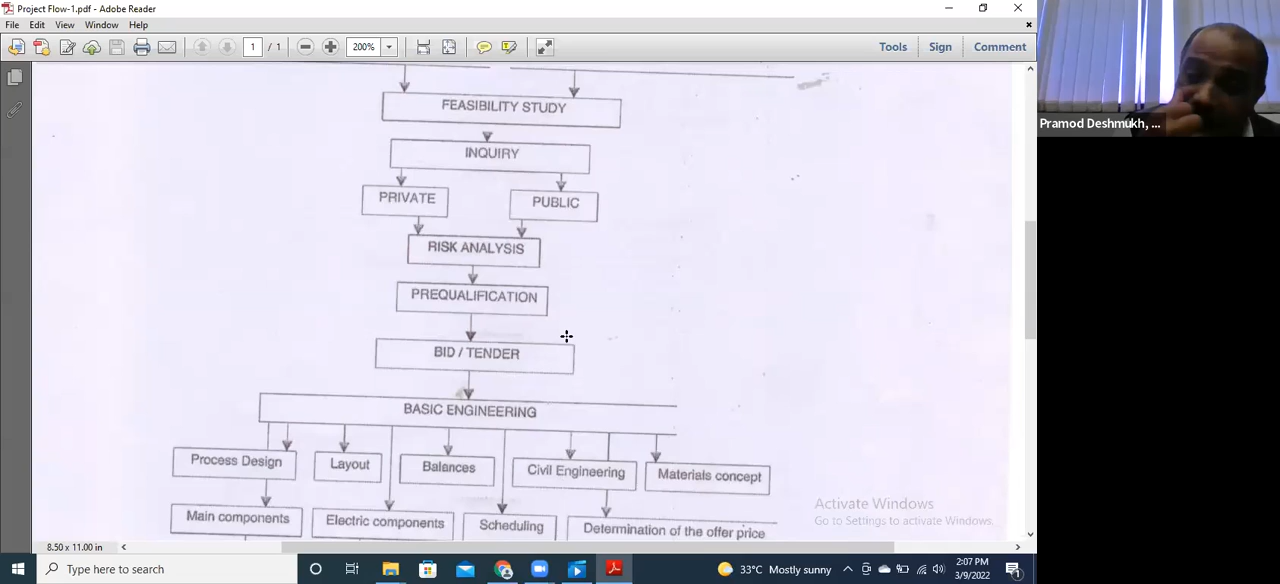 Project Flow-1.pdf - Adobe Reader
File Edit View Window Help
1 / 1 200% Tools Sign Comment
Pramod Deshmukh, ...
FEASIBILITY STUDY
INQUIRY
PRIVATE PUBLIC
RISK ANALYSIS
PREQUALIFICATION
BID / TENDER
BASIC ENGINEERING
Process Design Layout Balances Civil Engineering Materials concept
Main components Electric components Scheduling Determination of the offer price
Activate Windows
Go to Settings to activate Windows.
8.50 x 11.00 in
Type here to search 33°C Mostly sunny 2:07 PM
3/9/2022 1